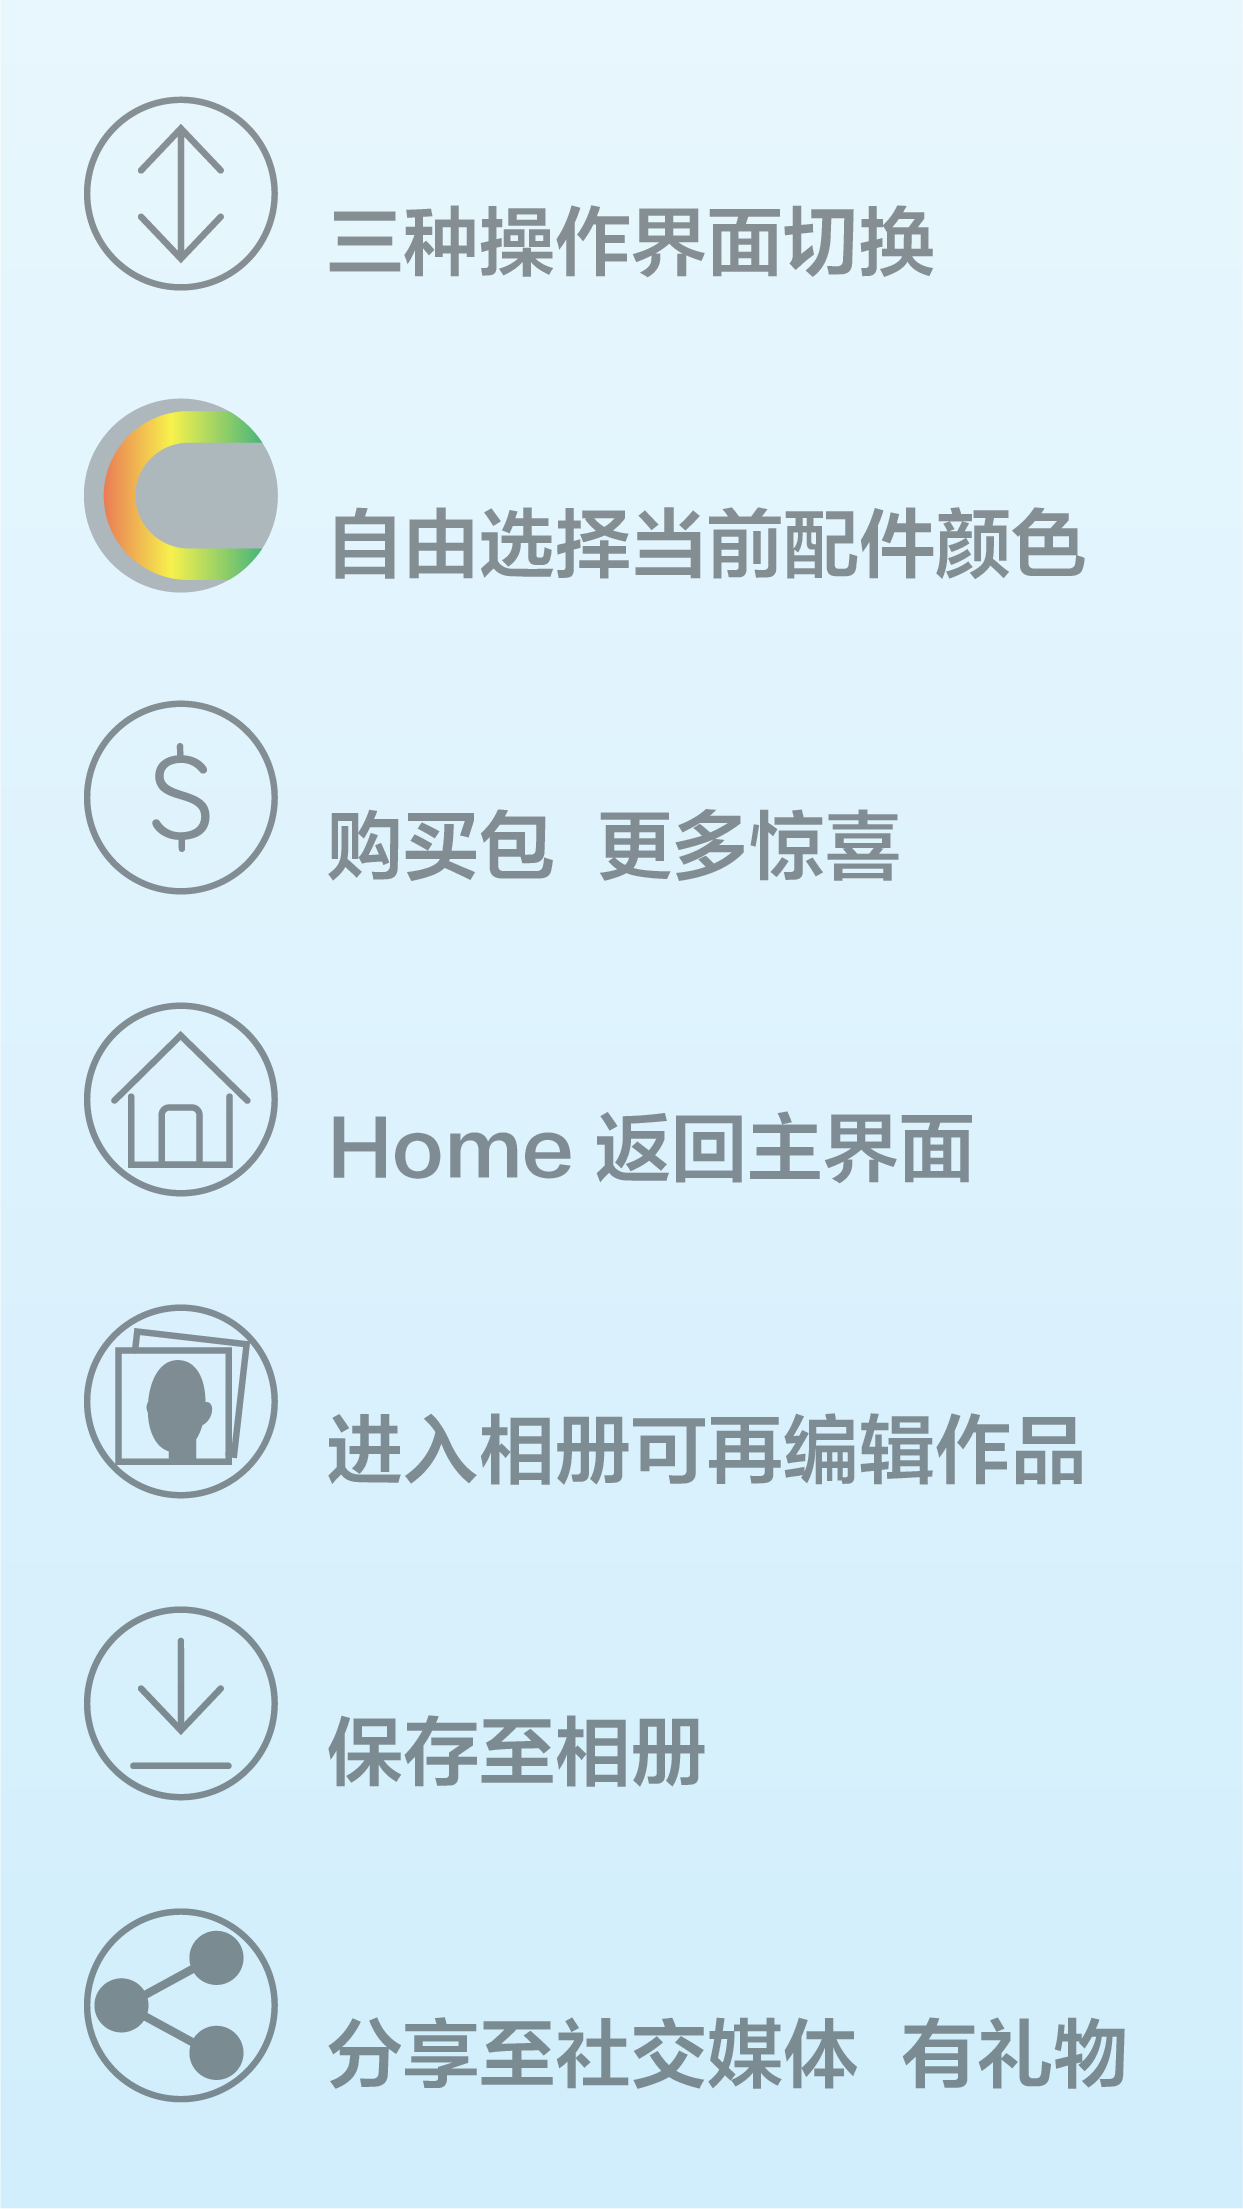 三种操作界面切换
自由选择当前配件颜色
$
购买包 更多惊喜
Home 返回主界面
进入相册可再编辑作品
保存至相册
分享至社交媒体 有礼物